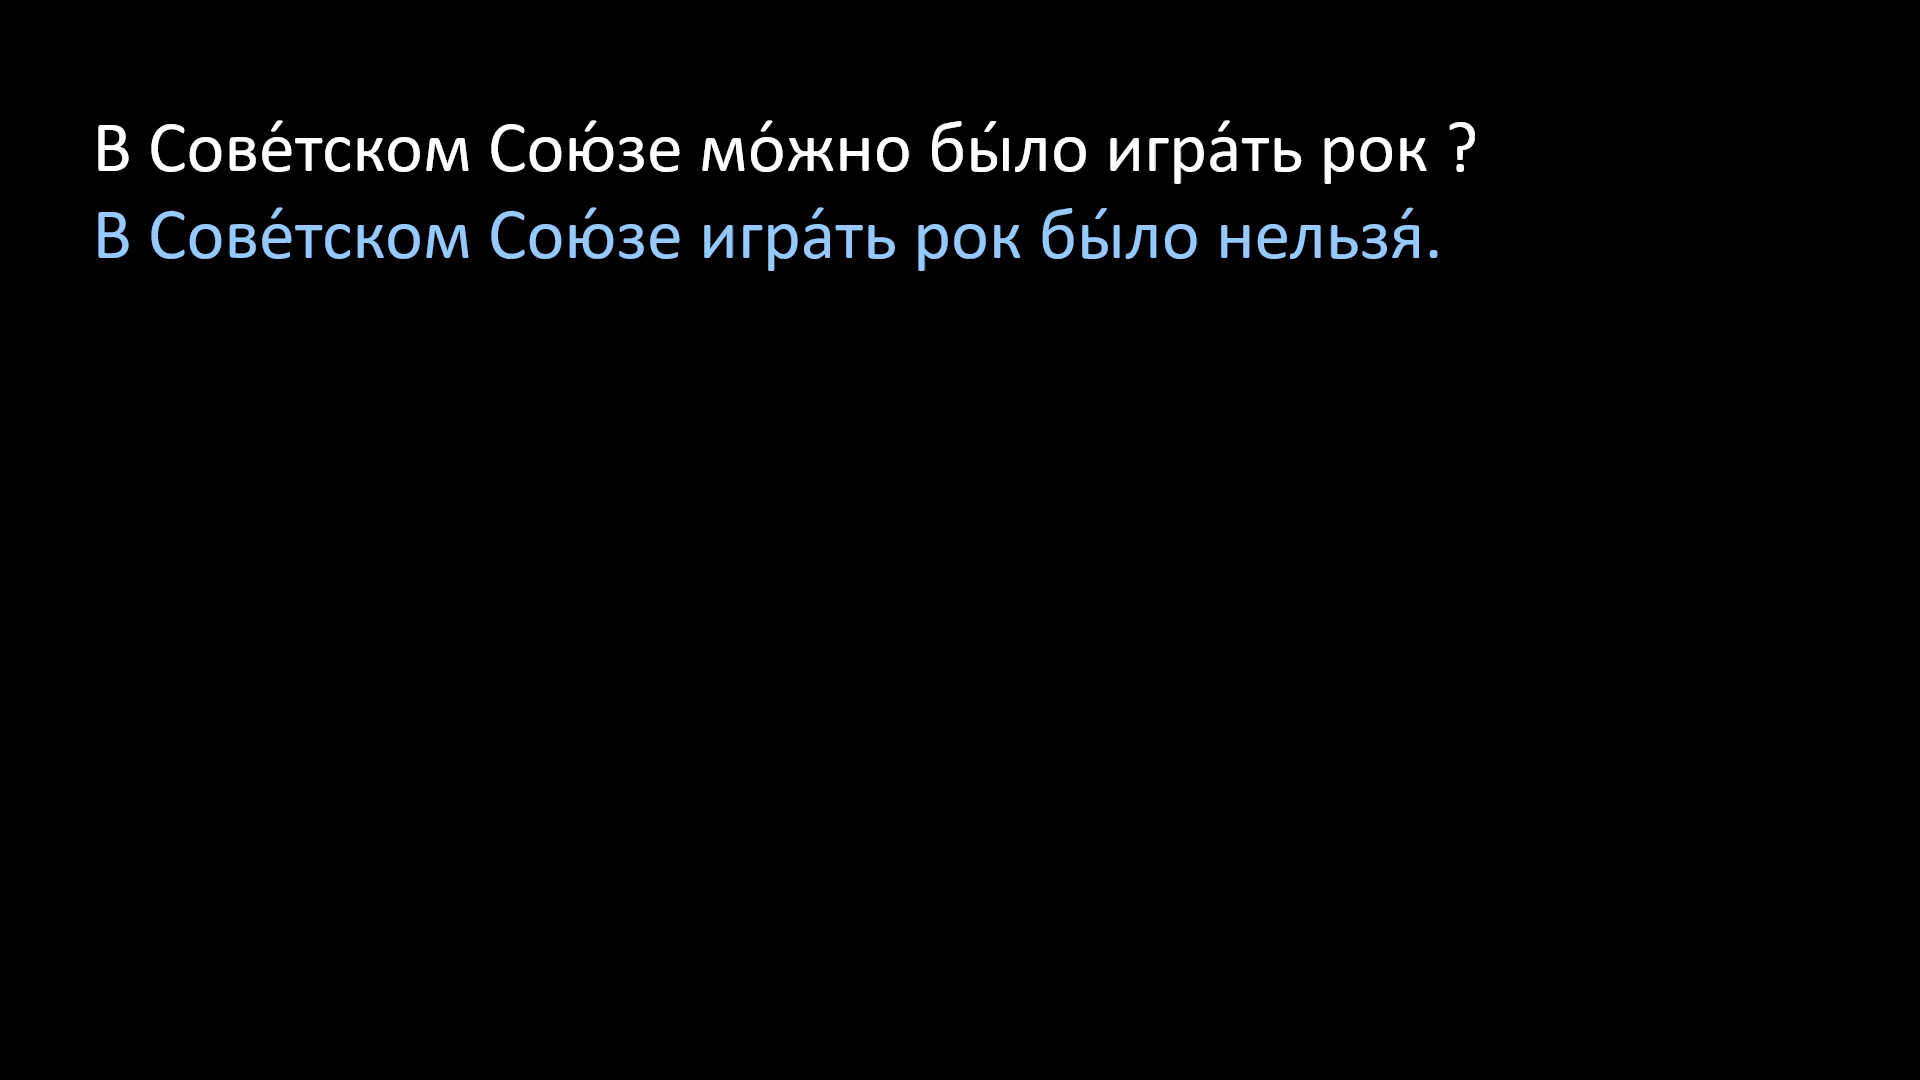 В Сове́тском Сою́зе мо́жно бы́ло игра́ть рок ?
В Сове́тском Сою́зе игра́ть рок бы́ло нельзя́.